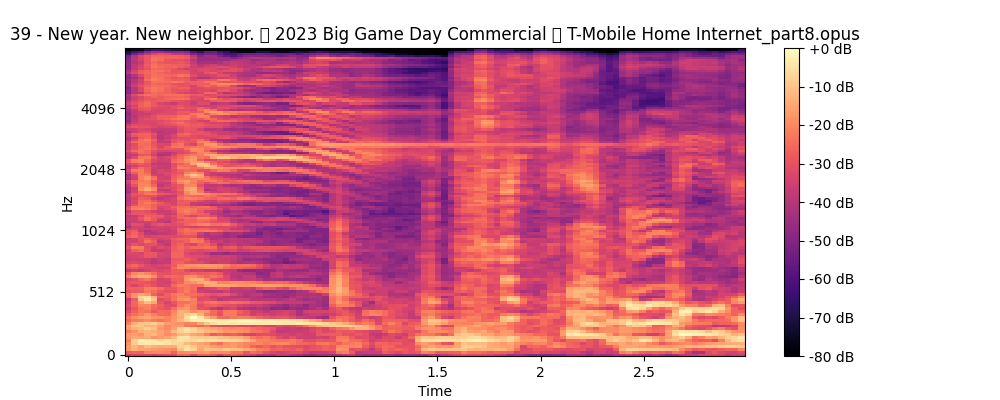 39 - New year. New neighbor. 2023 Big Game Day Commercial T-Mobile Home Internet_part8.opus
+0 dB
-10 dB
-20 dB
-30 dB
-40 dB
-50 dB
-60 dB
-70 dB
-80 dB
4096
2048
1024
512
0
Hz
0
0.5
1
1.5
2
2.5
Time